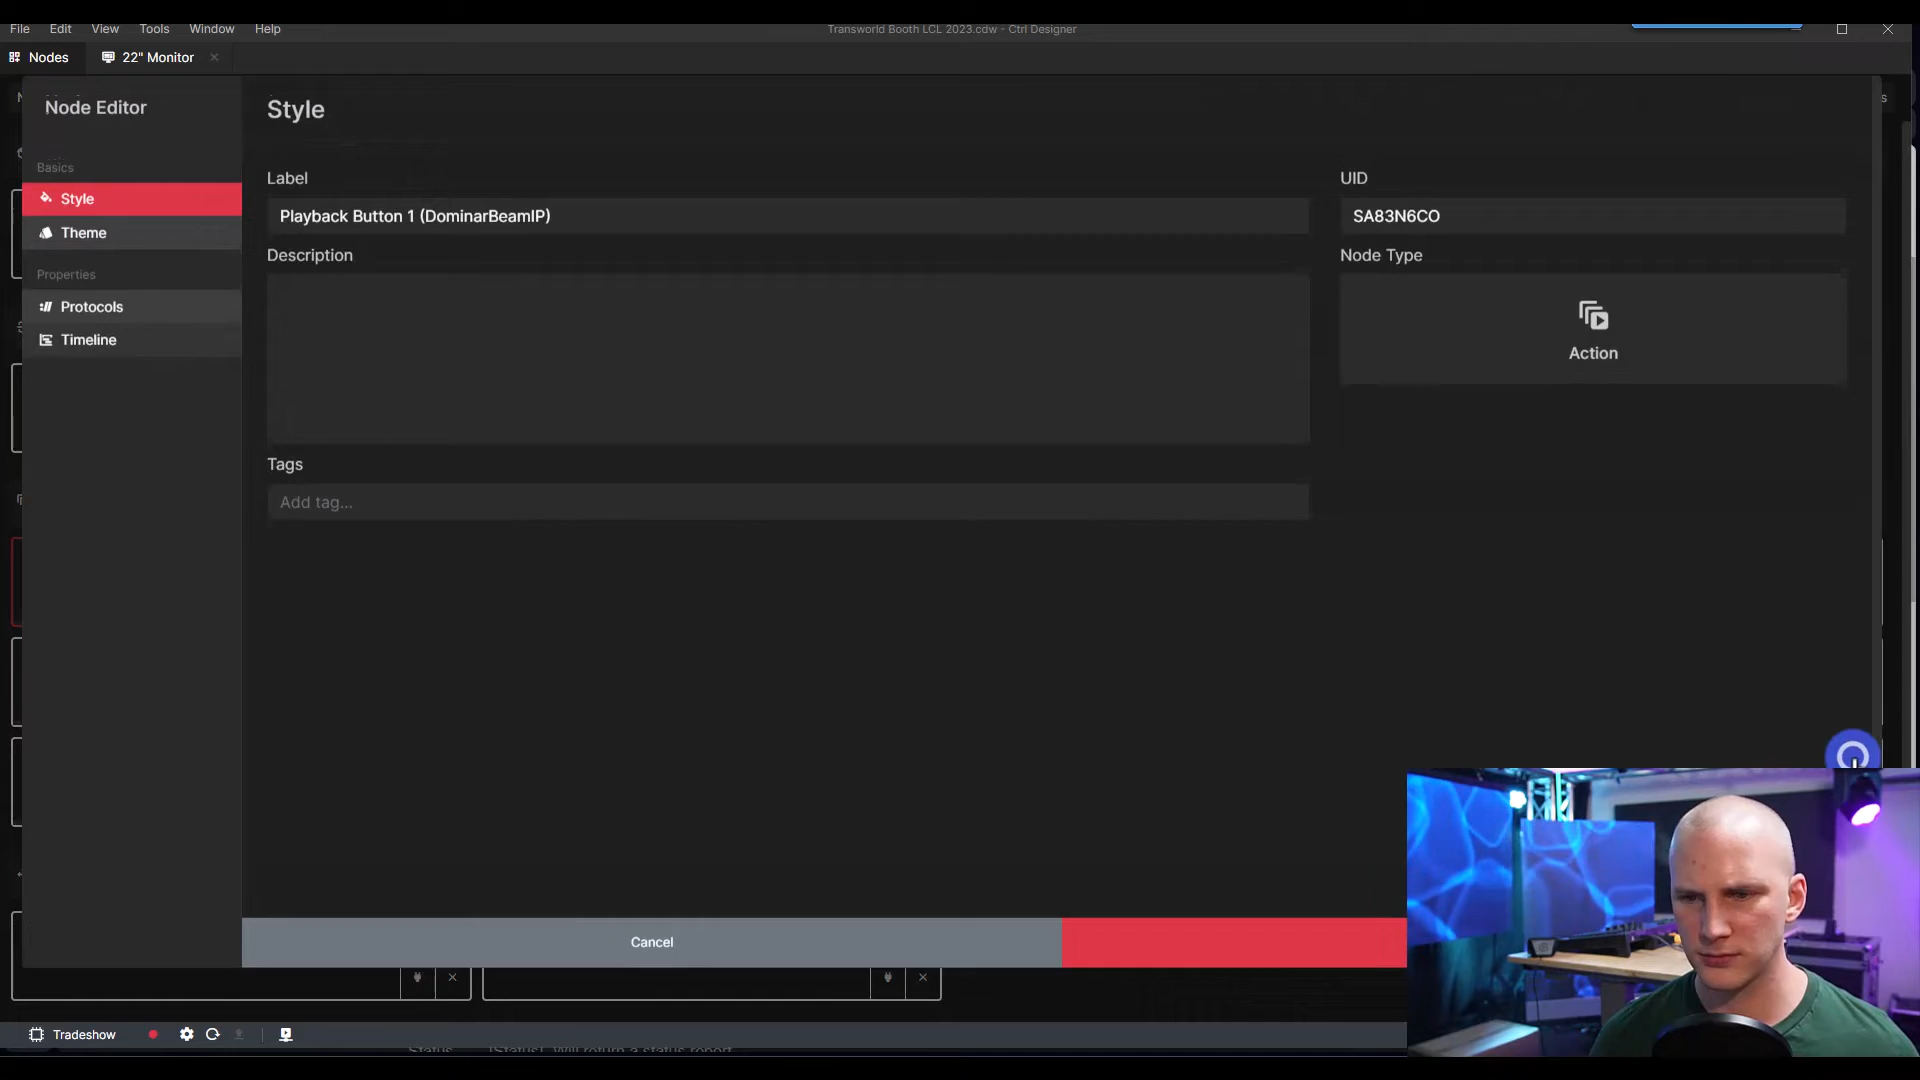 File Edit View Tools Window Help
Transworld Booth LCL 2023.cdw - Ctrl Designer
Nodes
22" Monitor
Node Editor
Style
Basics
Label
UID
Style
Playback Button 1 (DominarBeamIP)
SA83N6CO
Theme
Description
Node Type
Properties
Protocols
Timeline
Action
Tags
Add tag...
Cancel
Tradeshow